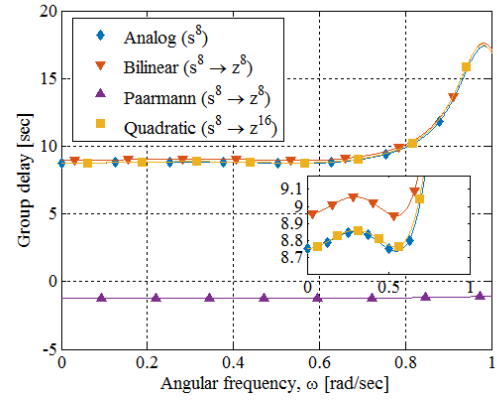 20
15
10
5
0
-5
Group delay [sec]
Analog (s⁸)
Bilinear (s⁸ → z⁸)
Paarmann (s⁸ → z⁸)
Quadratic (s⁸ → z¹⁶)
9.1
9
8.9
8.8
8.7
0 0.5 1
0 0.2 0.4 0.6 0.8 1
Angular frequency, ω [rad/sec]